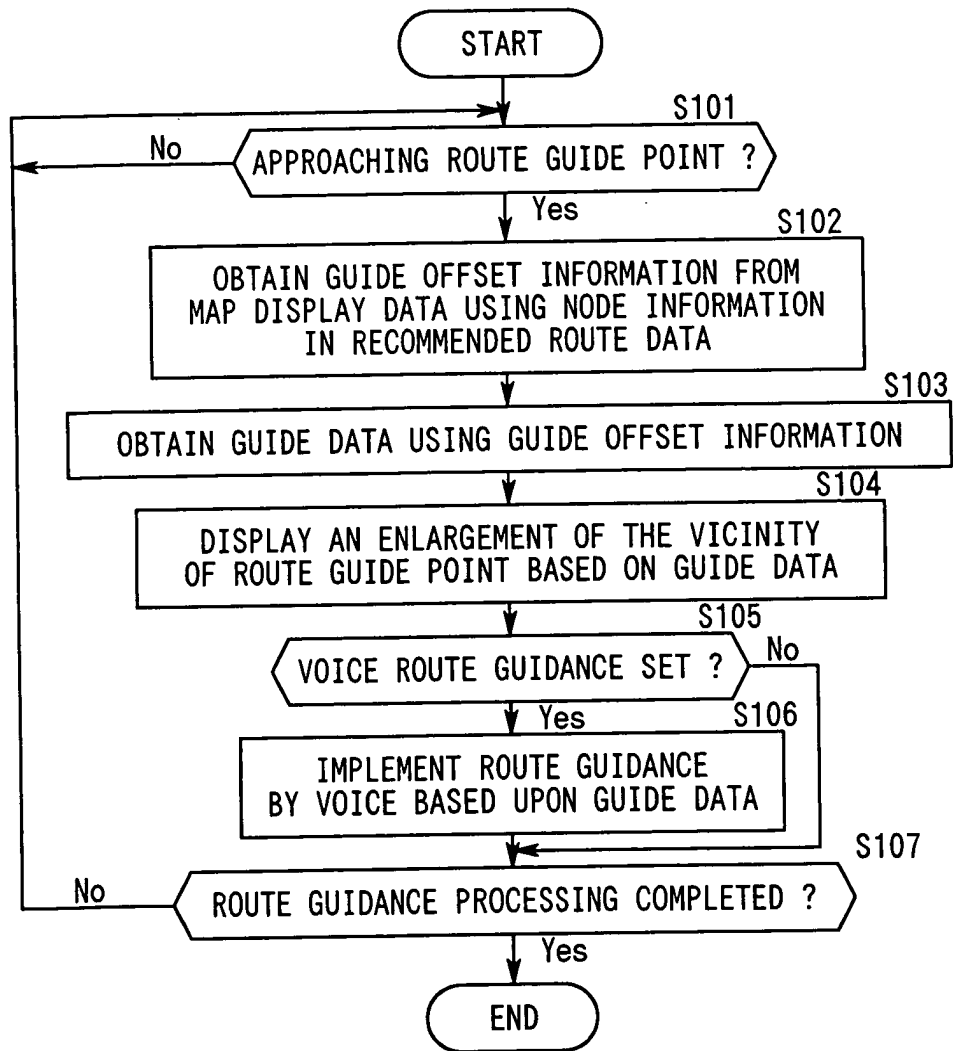 START
S101
No
APPROACHING ROUTE GUIDE POINT ?
Yes
S102
OBTAIN GUIDE OFFSET INFORMATION FROM
MAP DISPLAY DATA USING NODE INFORMATION
IN RECOMMENDED ROUTE DATA
S103
OBTAIN GUIDE DATA USING GUIDE OFFSET INFORMATION
S104
DISPLAY AN ENLARGEMENT OF THE VICINITY
OF ROUTE GUIDE POINT BASED ON GUIDE DATA
S105
VOICE ROUTE GUIDANCE SET ?
No
Yes
S106
IMPLEMENT ROUTE GUIDANCE
BY VOICE BASED UPON GUIDE DATA
S107
No
ROUTE GUIDANCE PROCESSING COMPLETED ?
Yes
END